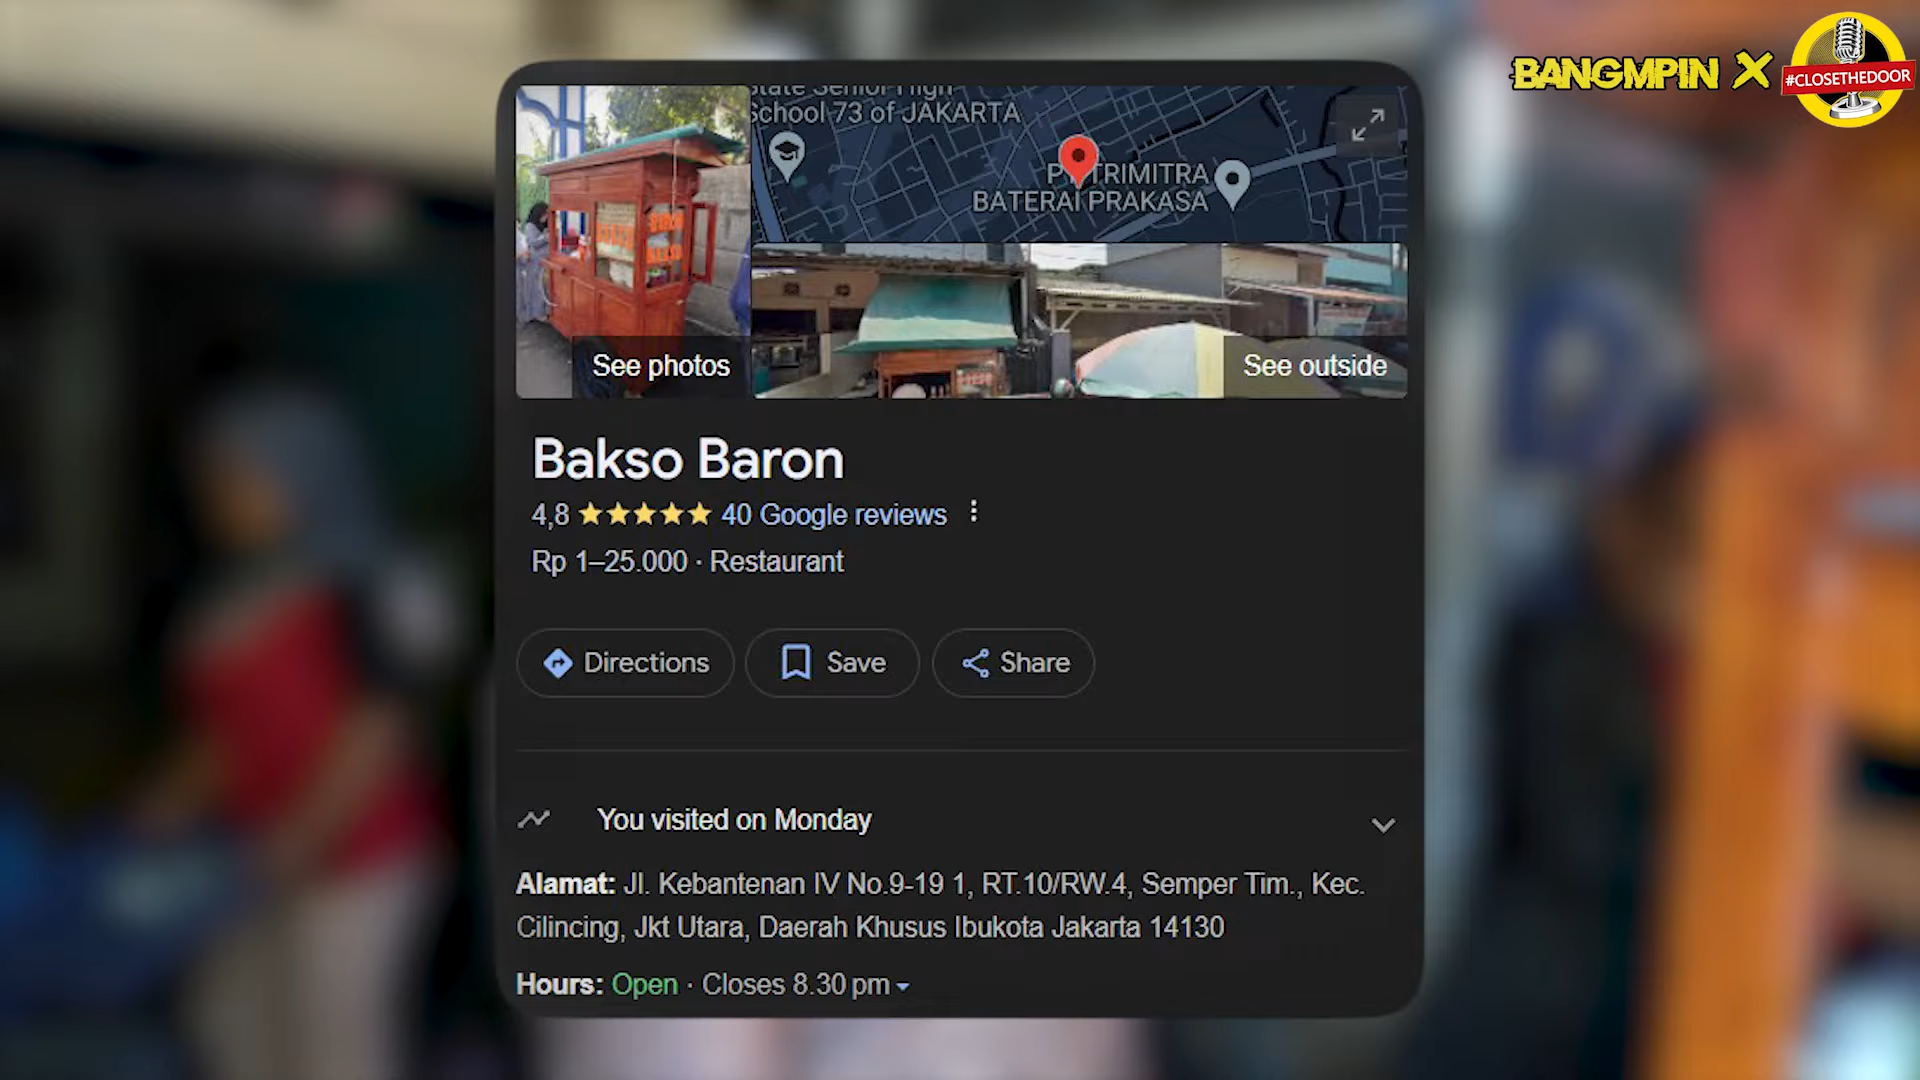 BANGMPIN X #CLOSETHEDOOR
School 73 of JAKARTA
TRIMITRA
BATERAI PRAKASA
See photos
See outside
Bakso Baron
4,8 40 Google reviews
Rp 1–25.000 · Restaurant
Directions
Save
Share
You visited on Monday
Alamat: Jl. Kebantenan IV No.9-19 1, RT.10/RW.4, Semper Tim., Kec.
Cilincing, Jkt Utara, Daerah Khusus Ibukota Jakarta 14130
Hours: Open · Closes 8.30 pm